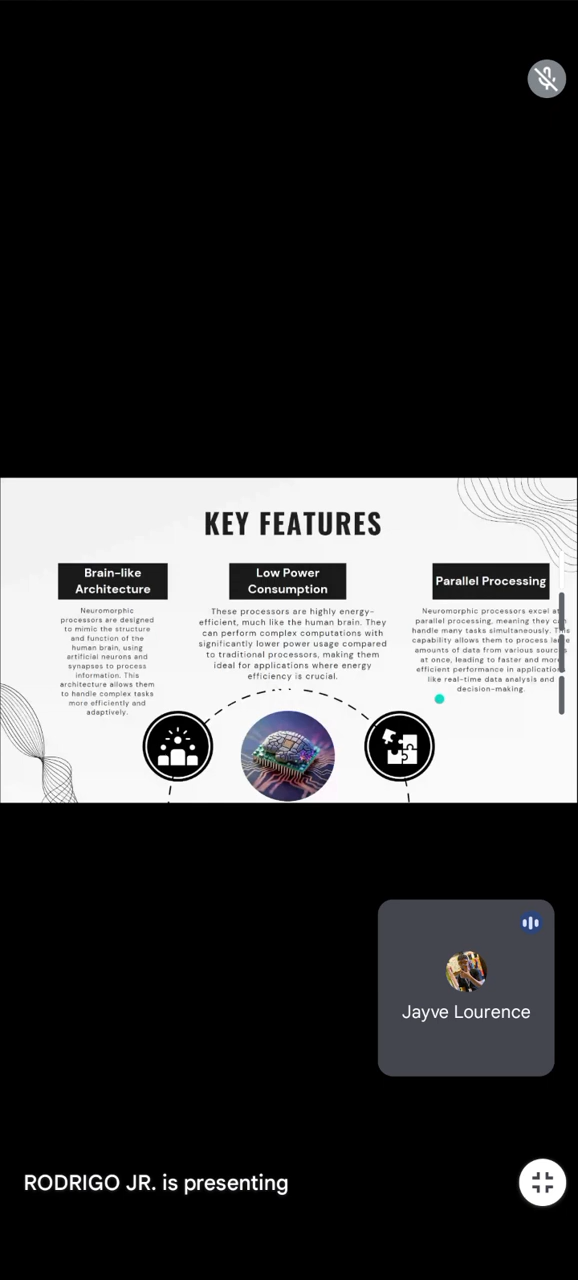 KEY FEATURES
Brain-like
Architecture
Neuromorphic
processors are designed
to mimic the structure
and function of the
human brain, using
artificial neurons and
synapses to process
information. This
architecture allows them
to handle complex tasks
more efficiently and
adaptively.
Low Power
Consumption
These processors are highly energy-
efficient, much like the human brain. They
can perform complex computations with
significantly lower power usage compared
to traditional processors, making them
ideal for applications where energy
efficiency is crucial.
Parallel Processing
Neuromorphic processors excel at
parallel processing, meaning they can
handle many tasks simultaneously. This
capability allows them to process large
amounts of data from various sources
at once, leading to faster and more
efficient performance in applications
like real-time data analysis and
decision-making.
Jayve Lourence
RODRIGO JR. is presenting